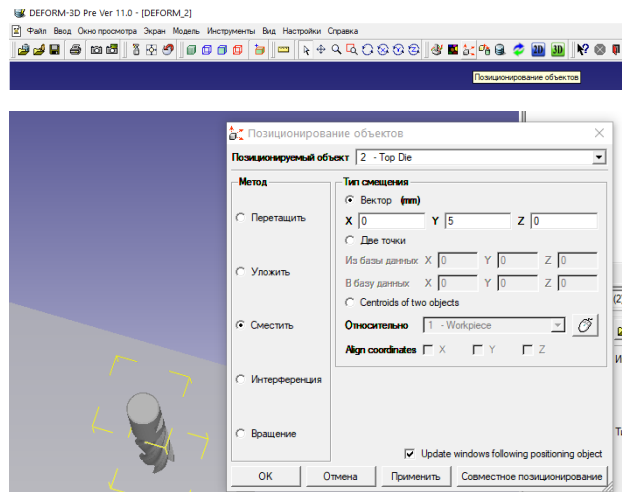 DEFORM-3D Pre Ver 11.0 - [DEFORM_2]
Файл Ввод Окно просмотра Экран Модель Инструменты Вид Настройки Справка
2D 3D
Позиционирование объектов
Позиционирование объектов
Позиционируемый объект 2 - Top Die
Метод
Перетащить
Уложить
Сместить
Интерференция
Вращение
Тип смещения
Вектор (mm)
X 0 Y 5 Z 0
Две точки
Из базы данных X 0 Y 0 Z 0
В базу данных X 0 Y 0 Z 0
Centroids of two objects
Относительно 1 - Workpiece
Align coordinates X Y Z
Update windows following positioning object
OK Отмена Применить Совместное позиционирование